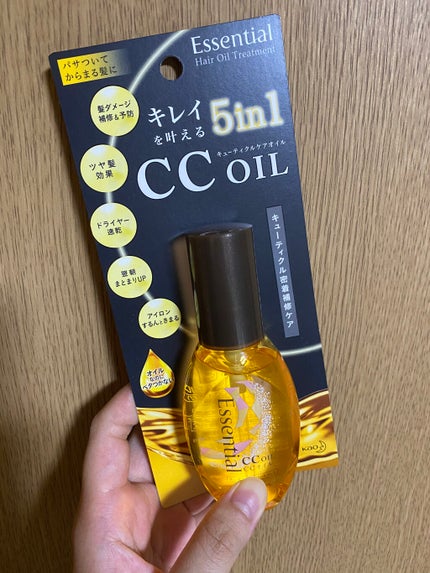 パサついて
からまる髪に
Essential
Hair Oil Treatment
髪ダメージ
補修&予防
キレイ
を叶える
5in1
キューティクルケアオイル
CC OIL
ツヤ髪
効果
ドライヤー
速乾
翌朝
まとまりUP
アイロン
するんときまる
オイル
なのに
ベタつかない
キューティクル密着補修ケア
Essential
CC OIL
Kao